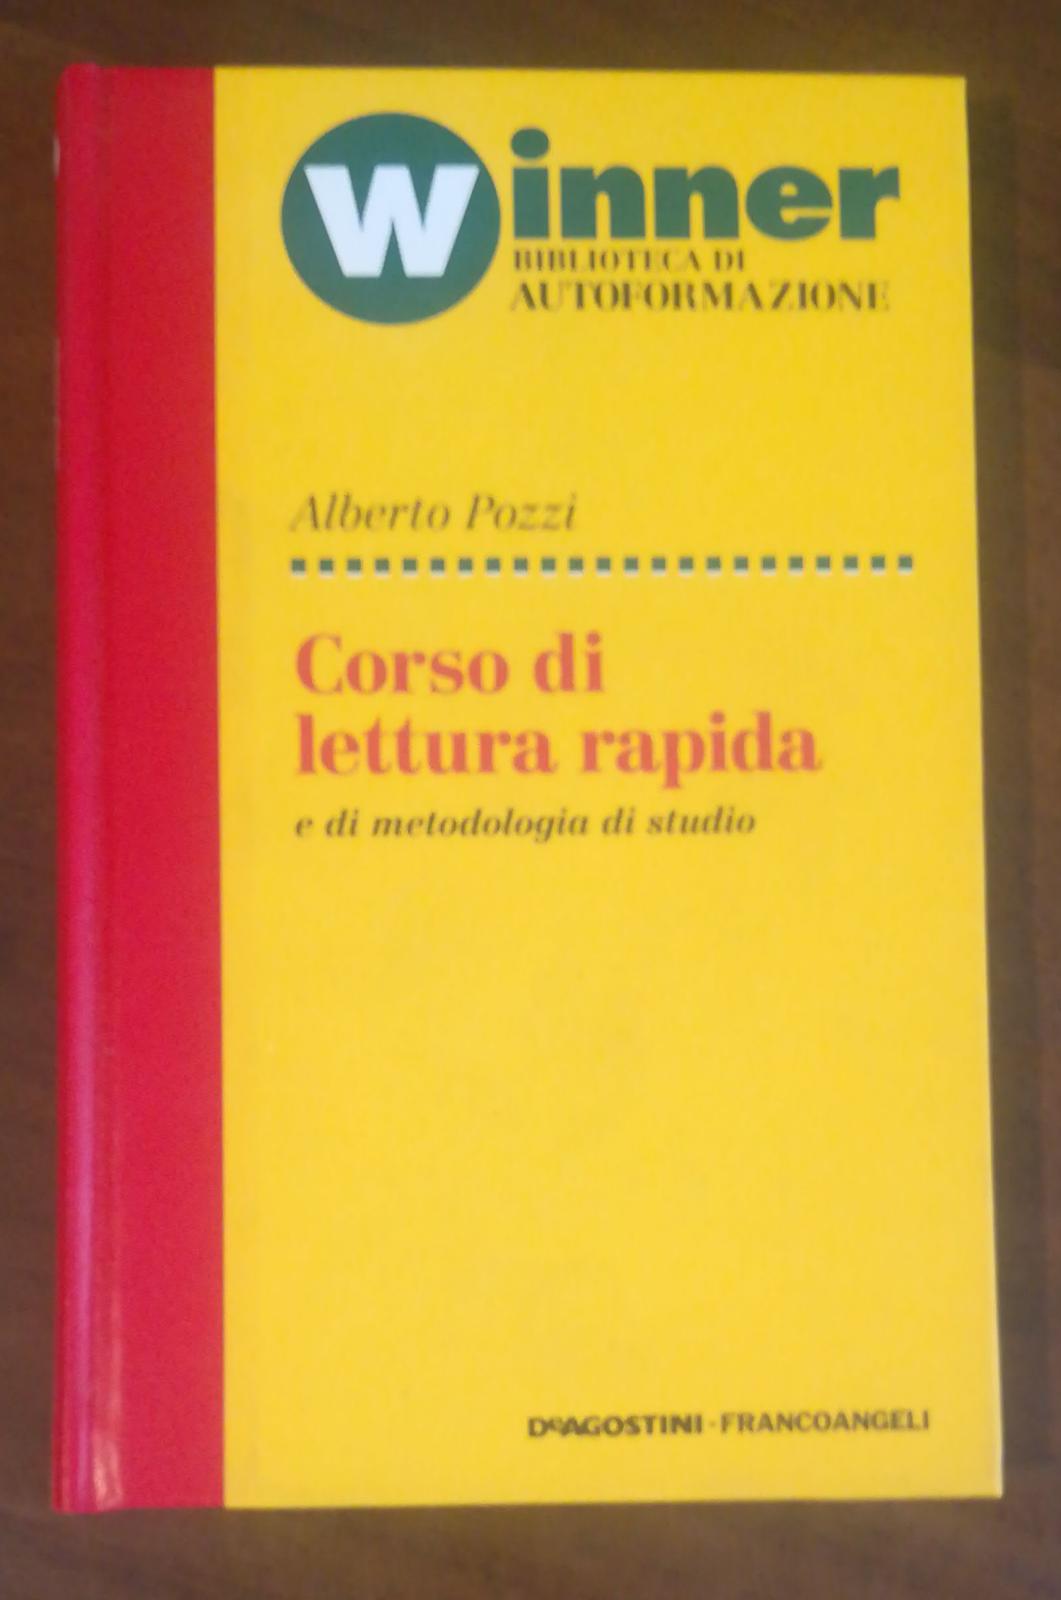 Winner
BIBLIOTECA DI
AUTOFORMAZIONE
Alberto Pozzi
Corso di
lettura rapida
e di metodologia di studio
DeAGOSTINI · FRANCOANGELI